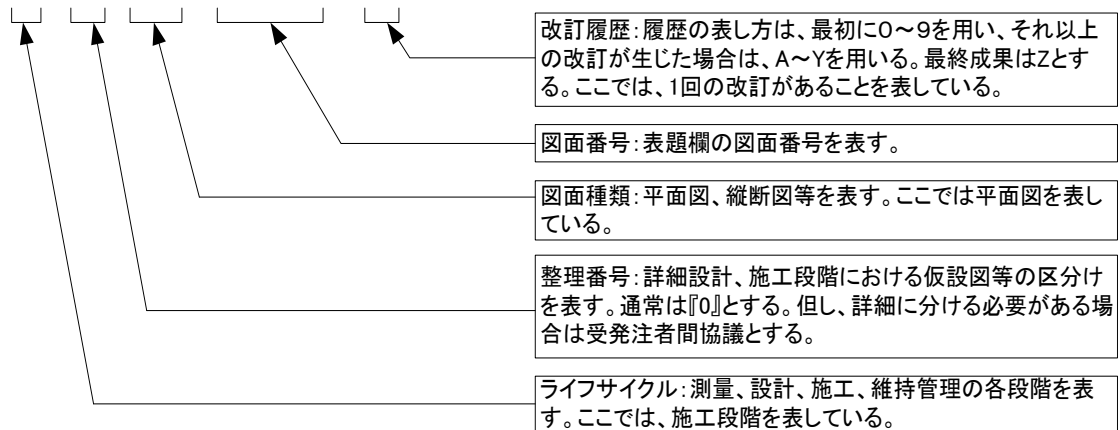 改訂履歴：履歴の表し方は、最初に０～９を用い、それ以上
の改訂が生じた場合は、A～Yを用いる。最終成果はZとす
る。ここでは、1回の改訂があることを表している。
図面番号：表題欄の図面番号を表す。
図面種類：平面図、縦断図等を表す。ここでは平面図を表し
ている。
整理番号：詳細設計、施工段階における仮設図等の区分け
を表す。通常は『0』とする。但し、詳細に分ける必要がある場
合は受発注者間協議とする。
ライフサイクル：測量、設計、施工、維持管理の各段階を表
す。ここでは、施工段階を表している。